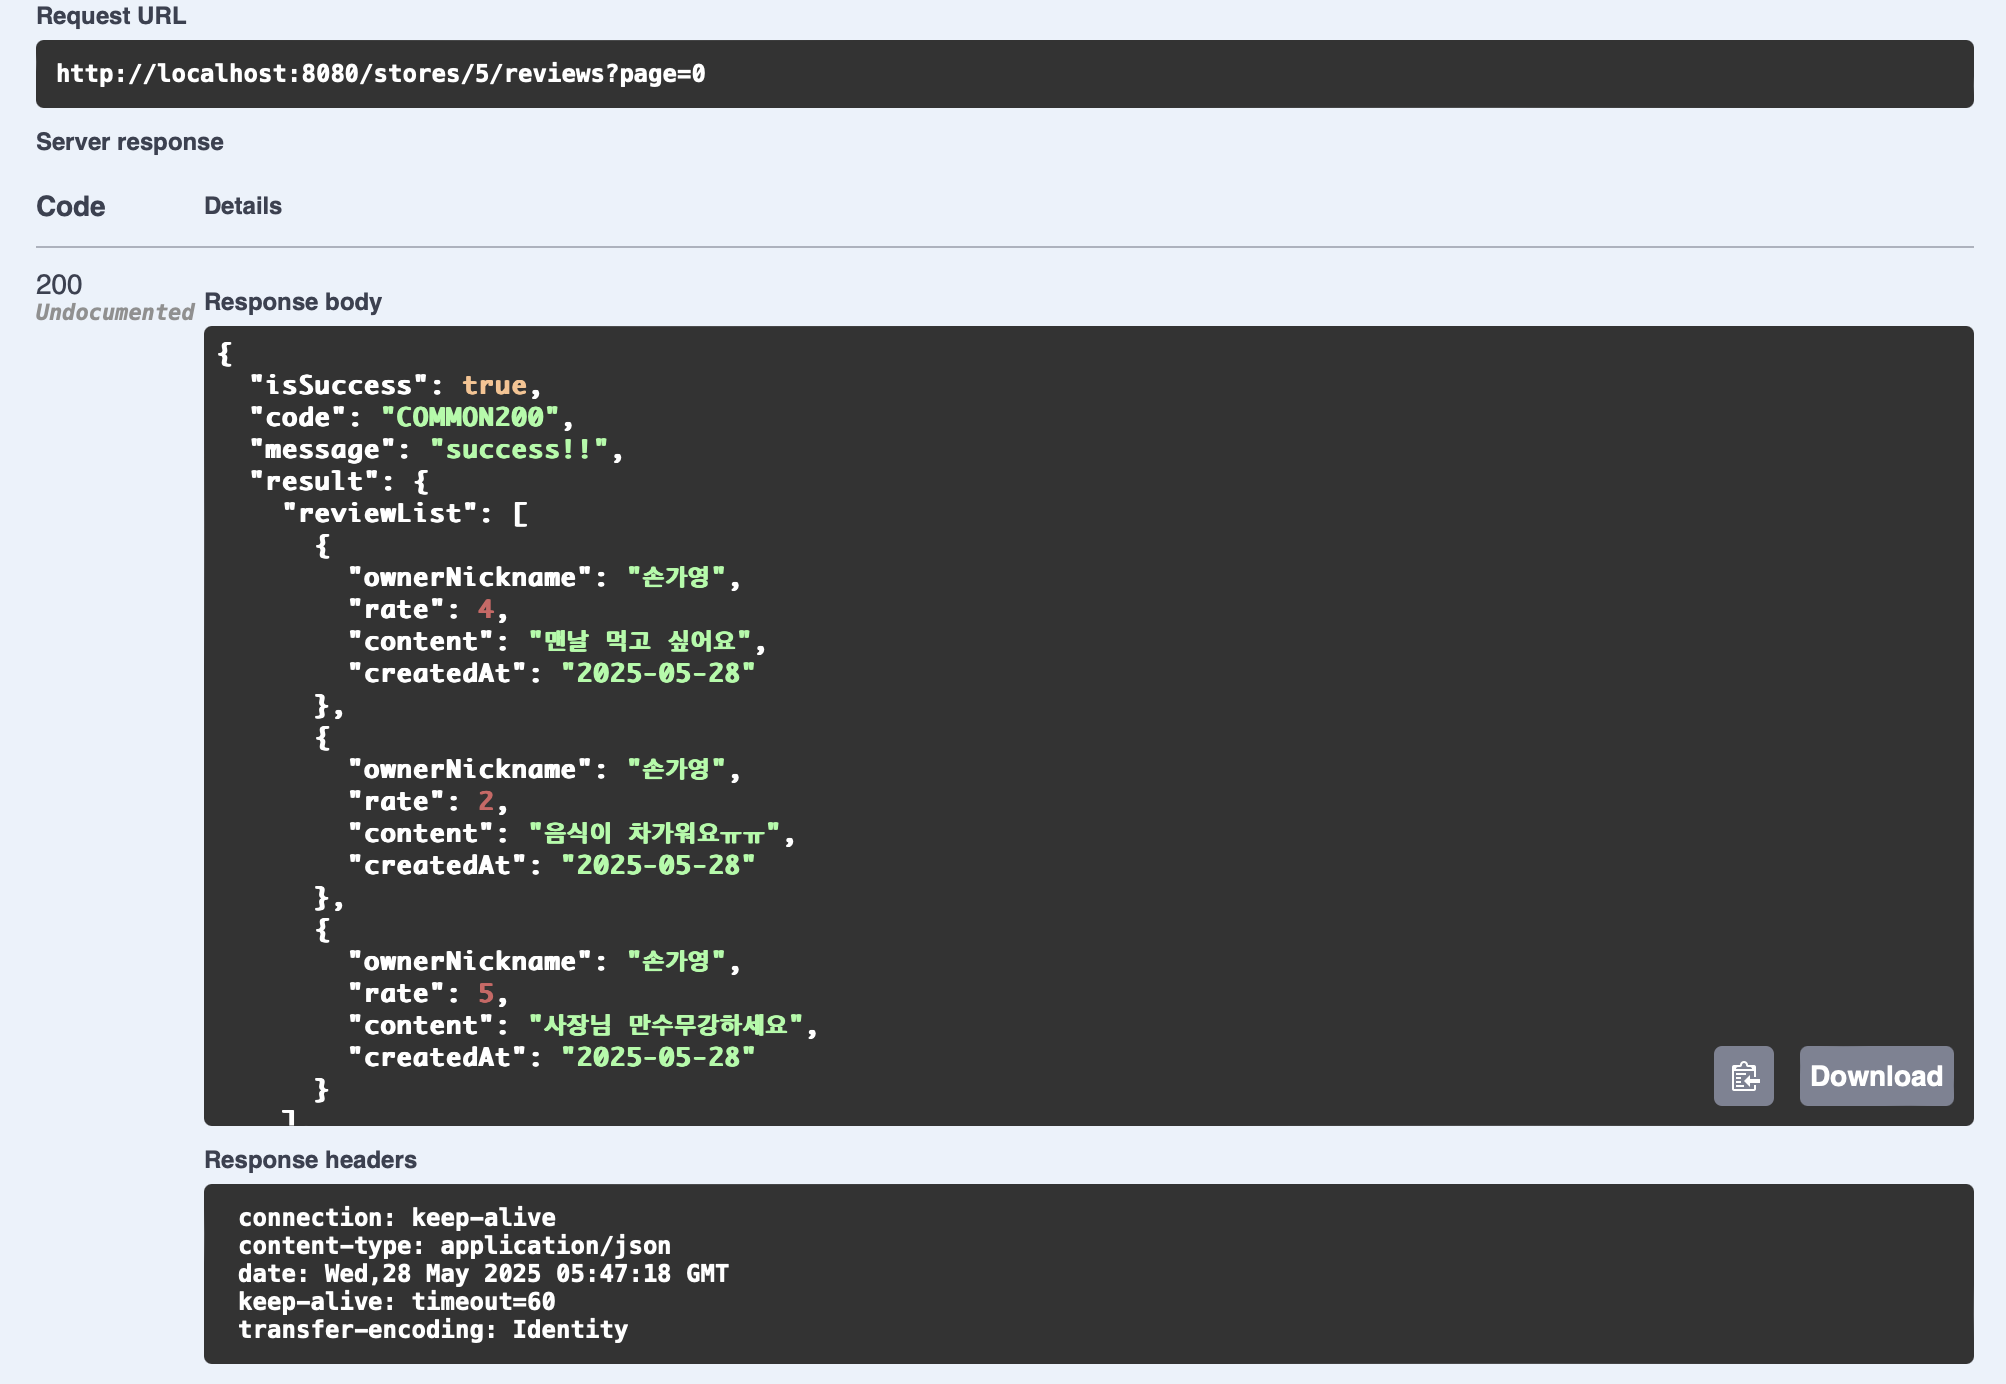 Request URL
http://localhost:8080/stores/5/reviews?page=0
Server response
Code Details
200
Undocumented
Response body
{
"isSuccess": true,
"code": "COMMON200",
"message": "success!!",
"result": {
"reviewList": [
{
"ownerNickname": "손가영",
"rate": 4,
"content": "맨날 먹고 싶어요",
"createdAt": "2025-05-28"
},
{
"ownerNickname": "손가영",
"rate": 2,
"content": "음식이 차가워요ㅠㅠ",
"createdAt": "2025-05-28"
},
{
"ownerNickname": "손가영",
"rate": 5,
"content": "사장님 만수무강하세요",
"createdAt": "2025-05-28"
}
]
Download
Response headers
connection: keep-alive
content-type: application/json
date: Wed,28 May 2025 05:47:18 GMT
keep-alive: timeout=60
transfer-encoding: Identity